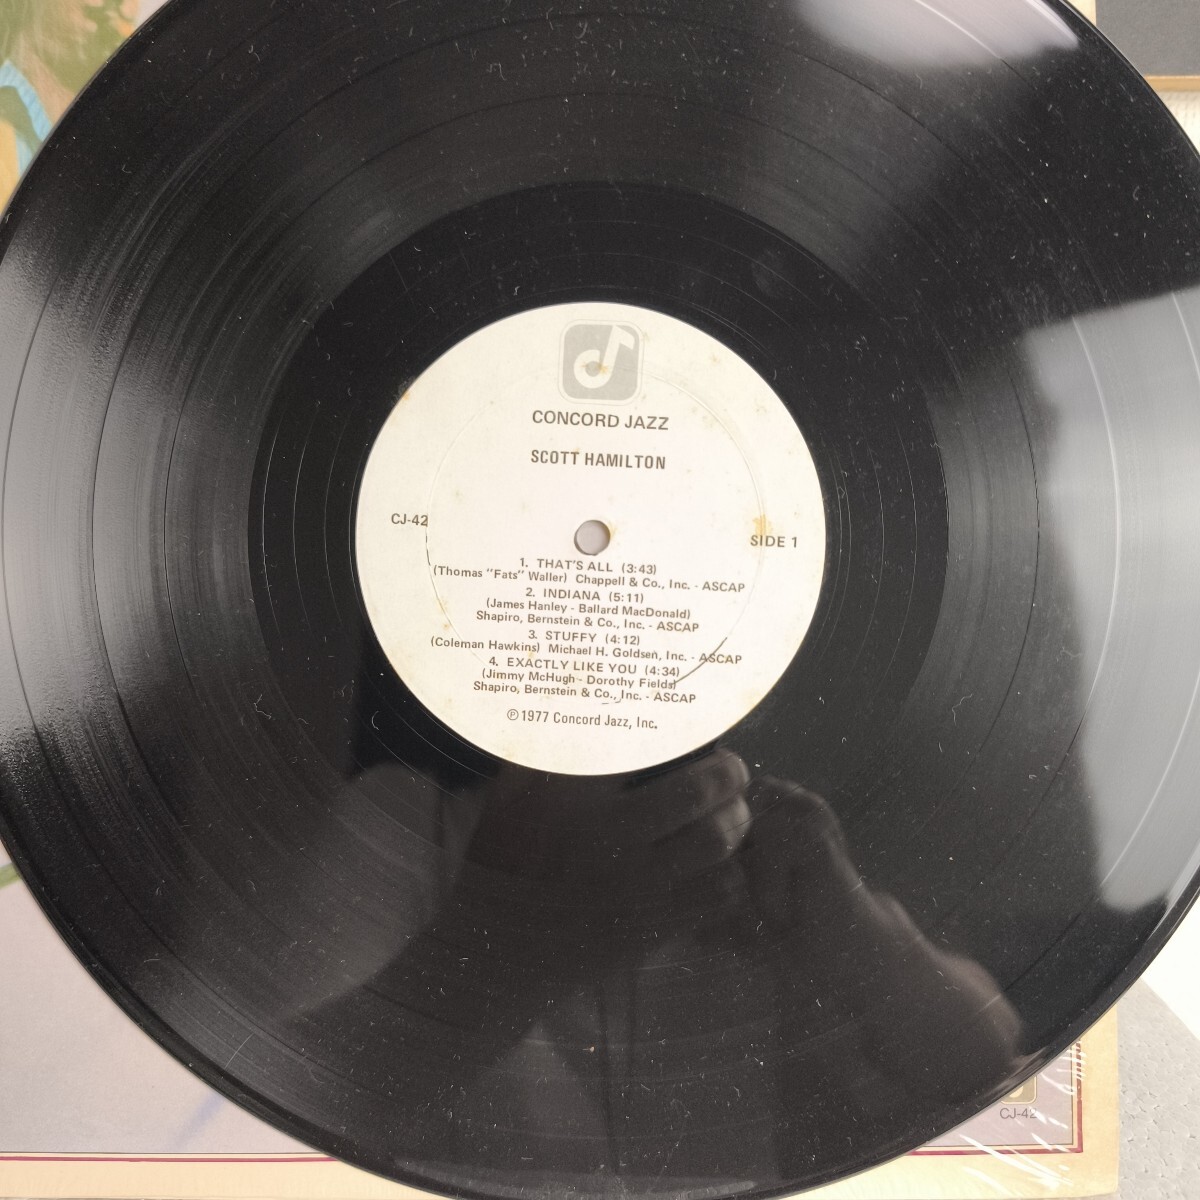 CONCORD JAZZ
SCOTT HAMILTON
CJ-42
SIDE 1
1. THAT'S ALL (3:43)
(Thomas "Fats" Waller) Chappell & Co., Inc. - ASCAP
2. INDIANA (5:11)
(James Hanley - Ballard MacDonald)
Shapiro, Bernstein & Co., Inc. - ASCAP
3. STUFFY (4:12)
(Coleman Hawkins) Michael H. Goldsen, Inc. - ASCAP
4. EXACTLY LIKE YOU (4:34)
(Jimmy McHugh - Dorothy Fields)
Shapiro, Bernstein & Co., Inc. - ASCAP
℗1977 Concord Jazz, Inc.
CJ-42